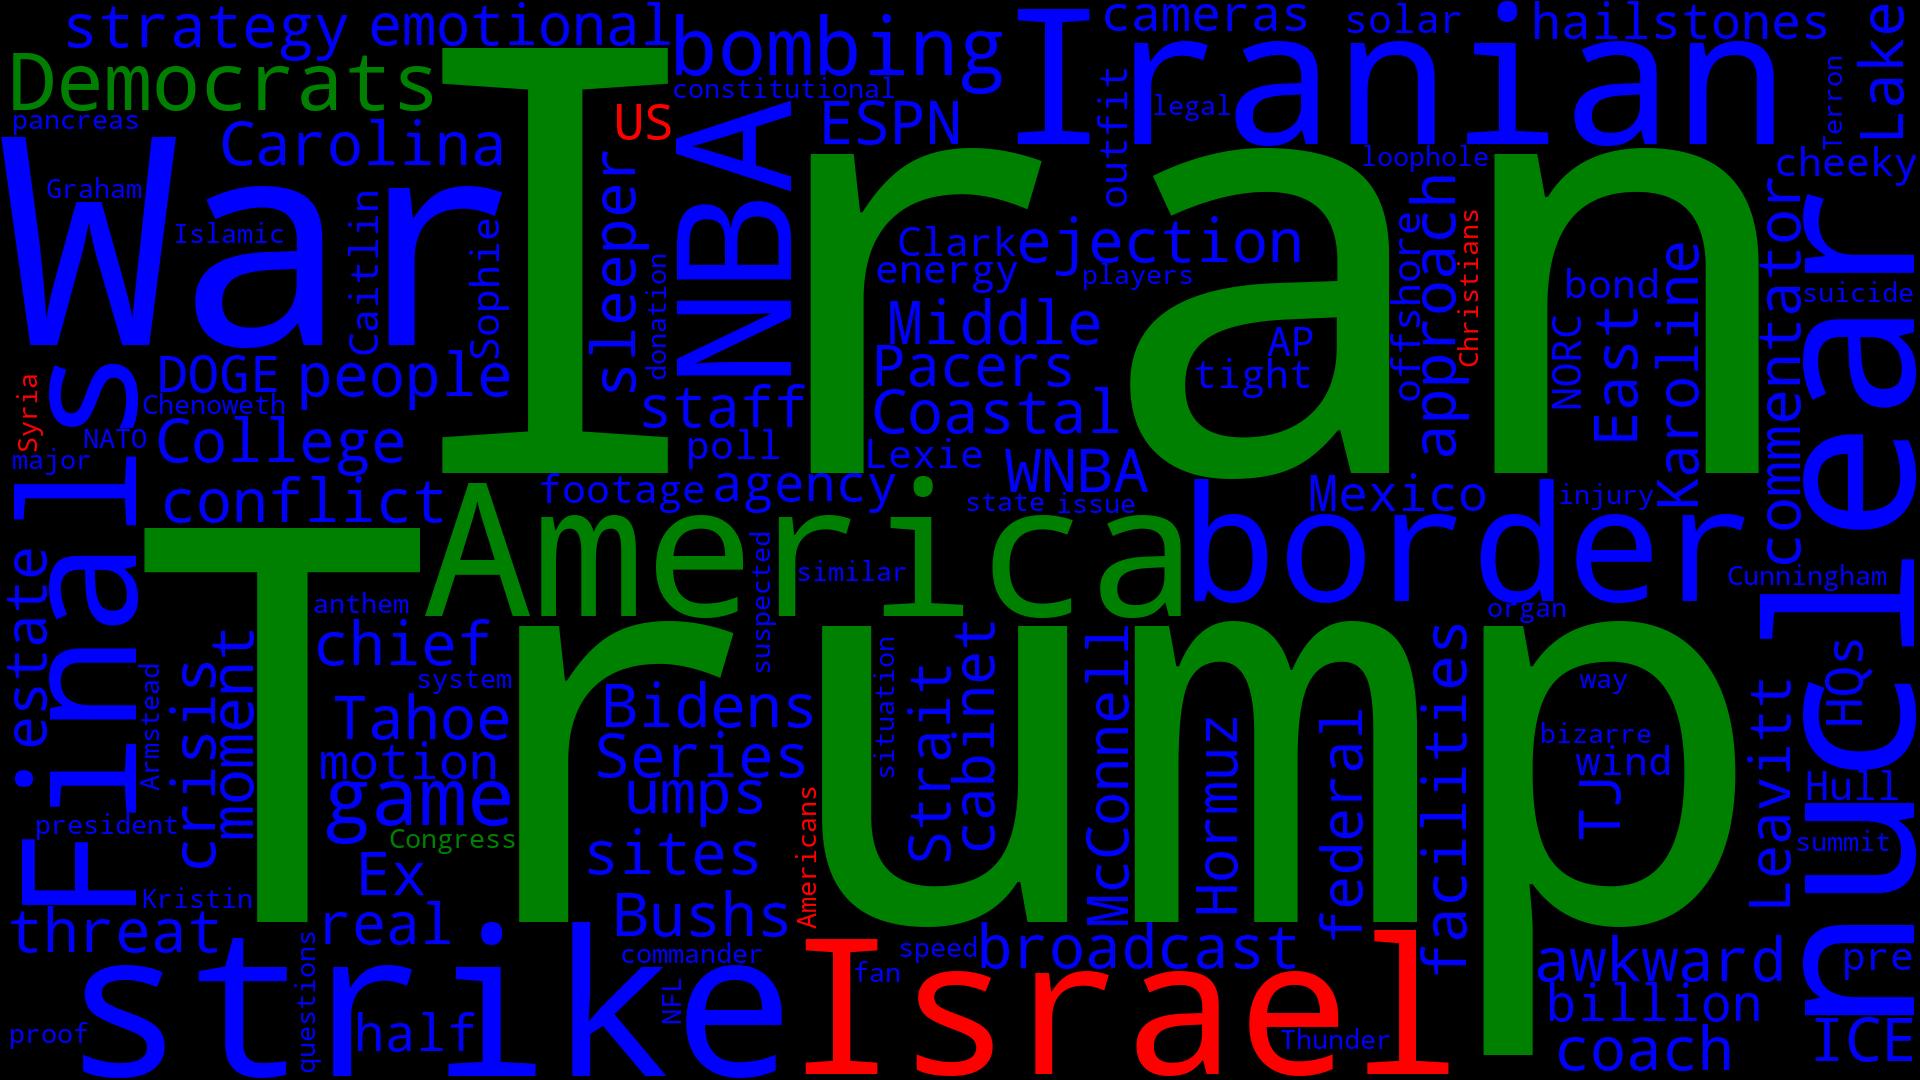 strategy
emotional
bombing
cameras
solar
hailstones
Lake
Democrats
constitutional
Iranian
Terron
pancreas
US
ESPN
outfit
legal
Carolina
loophole
cheeky
War
Graham
Islamic
Caitlin
Sophie
sleeper
NBA
Iran
Clark
ejection
energy
players
offshore
approach
Christians
bond
Karoline
commentator
suicide
donation
Middle
AP
tight
NORC
East
Pacers
Coastal
DOGE
people
Chenoweth
staff
Syria
NATO
College
major
poll
Lexie
WNBA
conflict
footage
agency
state
issue
Mexico
injury
America
border
nuclear
Finals
estate
suspected
similar
Cunningham
anthem
organ
chief
moment
crisis
Armstead
system
Trump
Tahoe
Bidens
situation
Strait
cabinet
McConnell
Hormuz
federal
facilities
way
bizarre
wind
TJ
Leavitt
HQs
Hull
motion
Series
game
umps
president
Congress
Americans
summit
sites
Ex
Kristin
threat
real
Bushs
strike
questions
commander
NFL
fan
speed
broadcast
Israel
awkward
pre
billion
proof
half
Thunder
coach
ICE